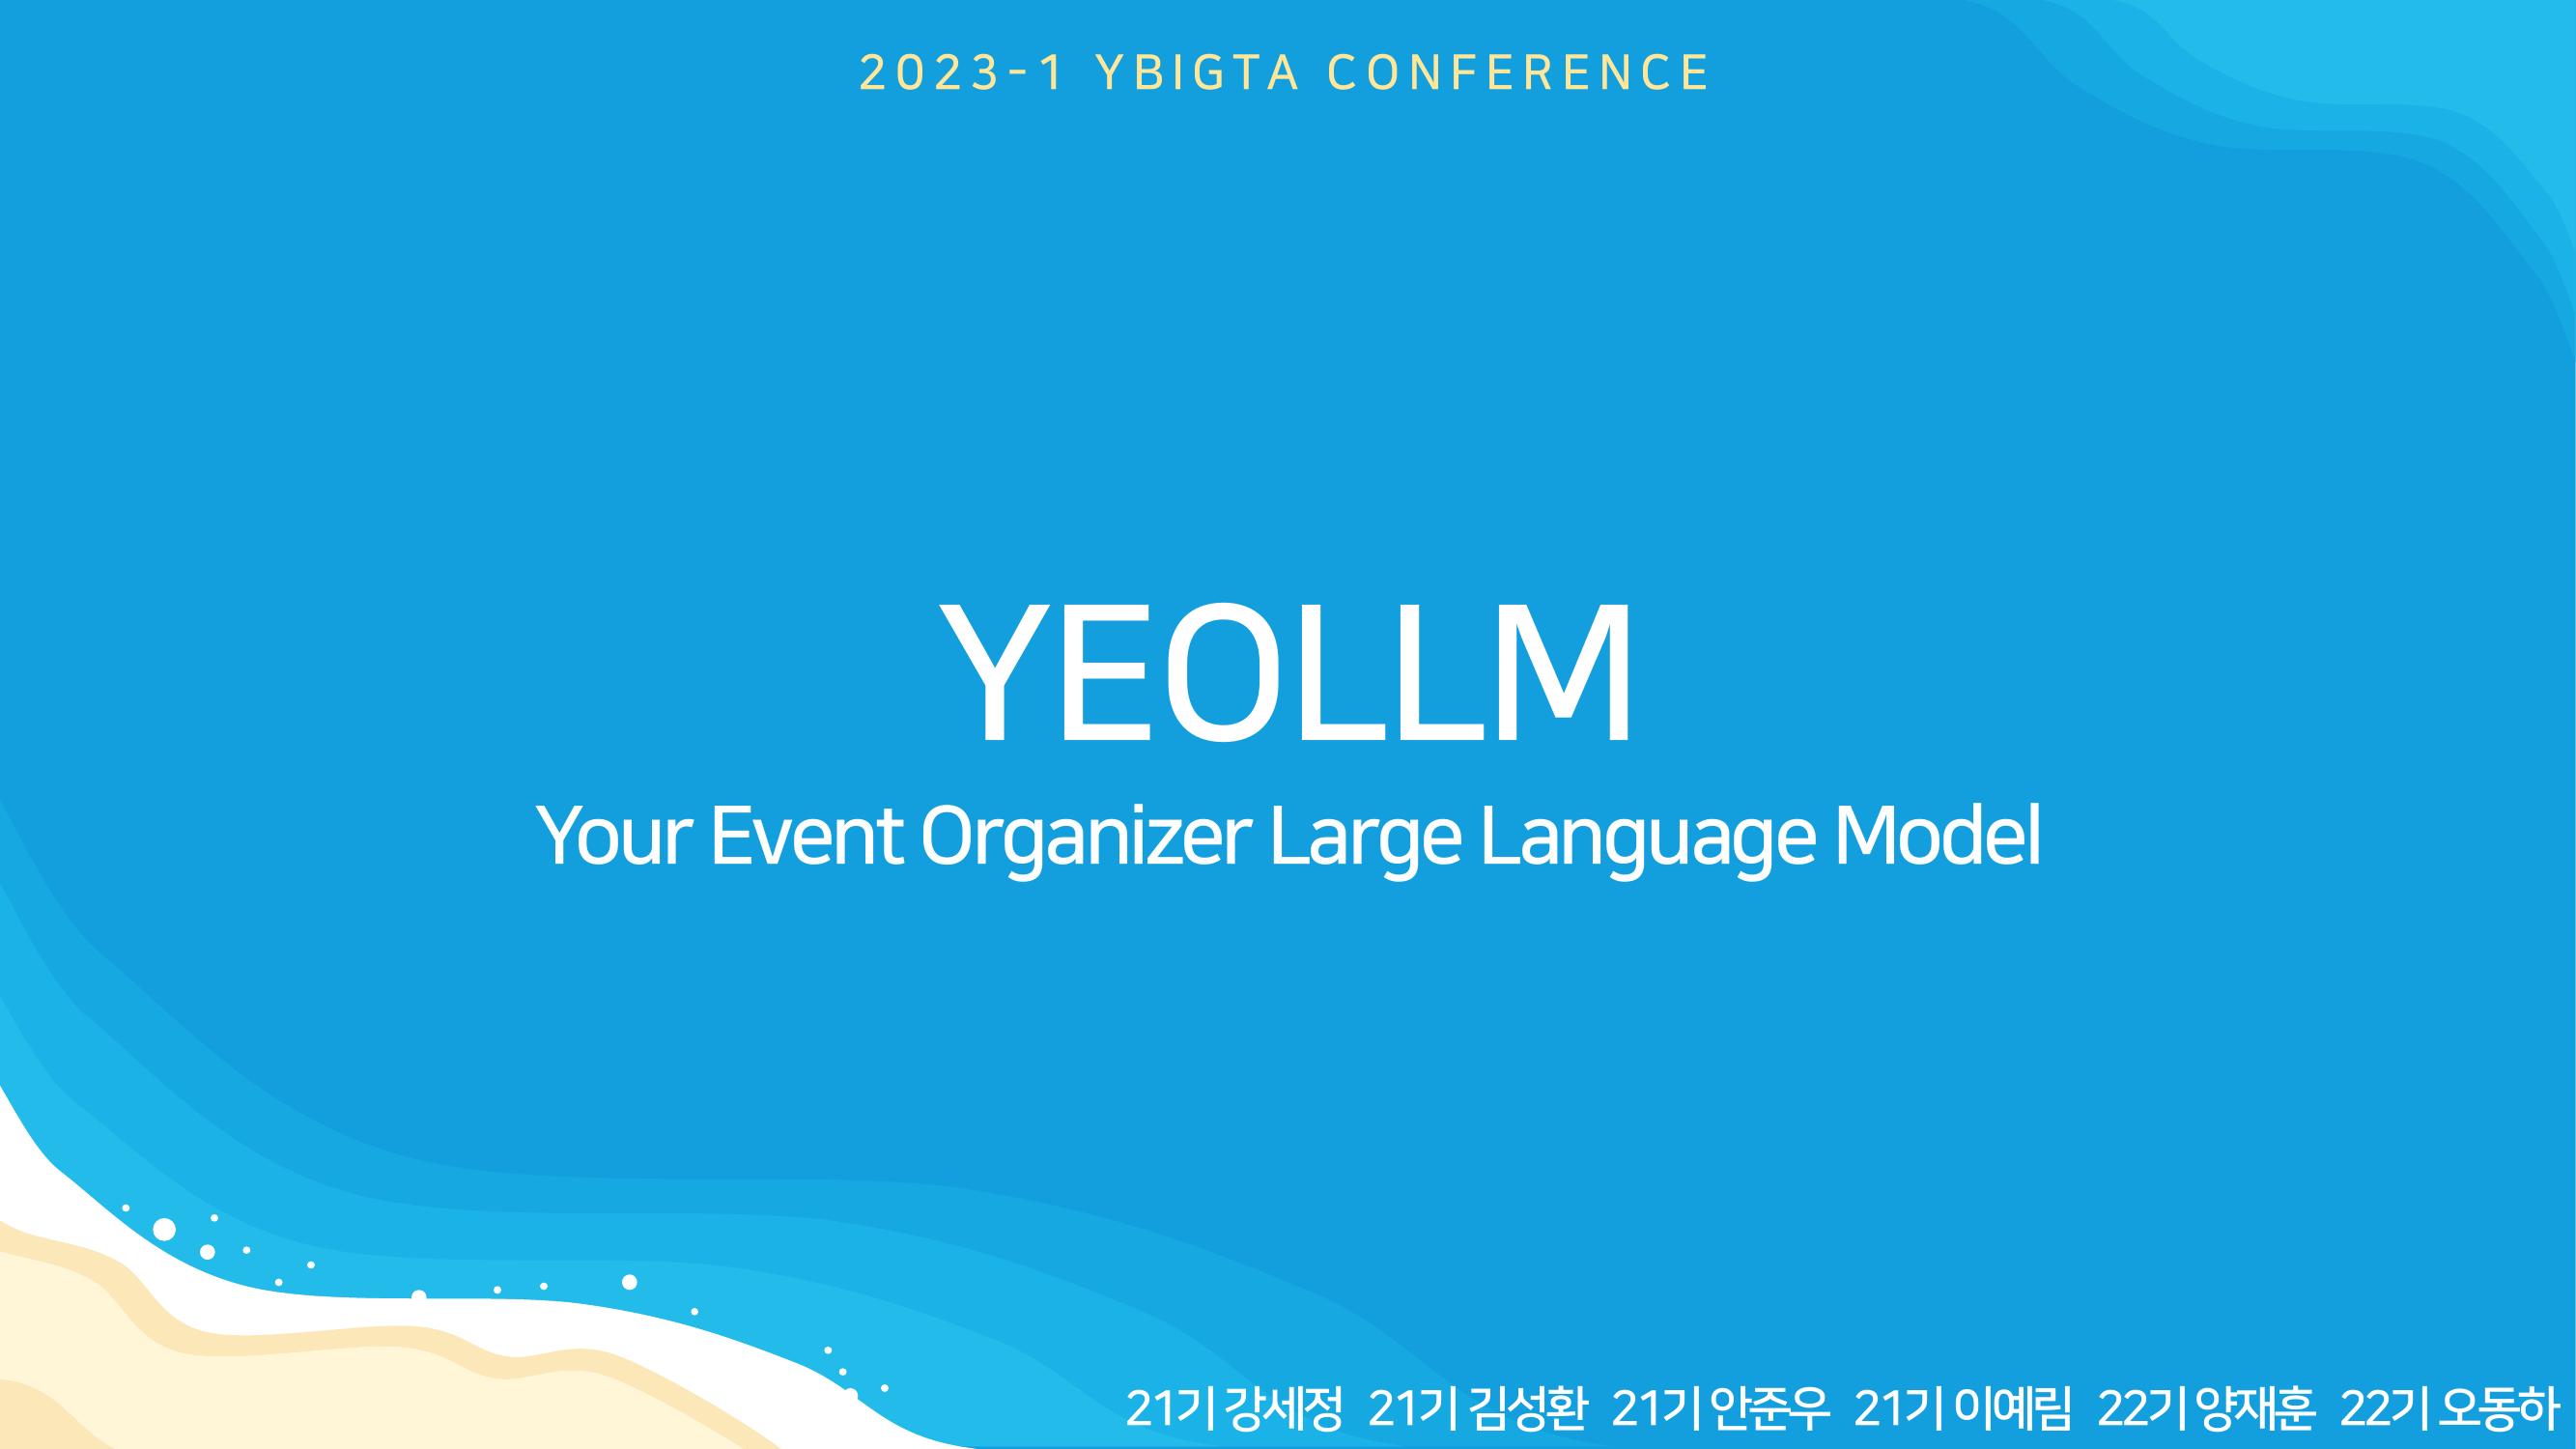 2023-1 YBIGTA CONFERENCE
YEOLLM
Your Event Organizer Large Language Model
21기 강세정 21기 김성환 21기 안준우 21기 이예림 22기 양재훈 22기 오동하